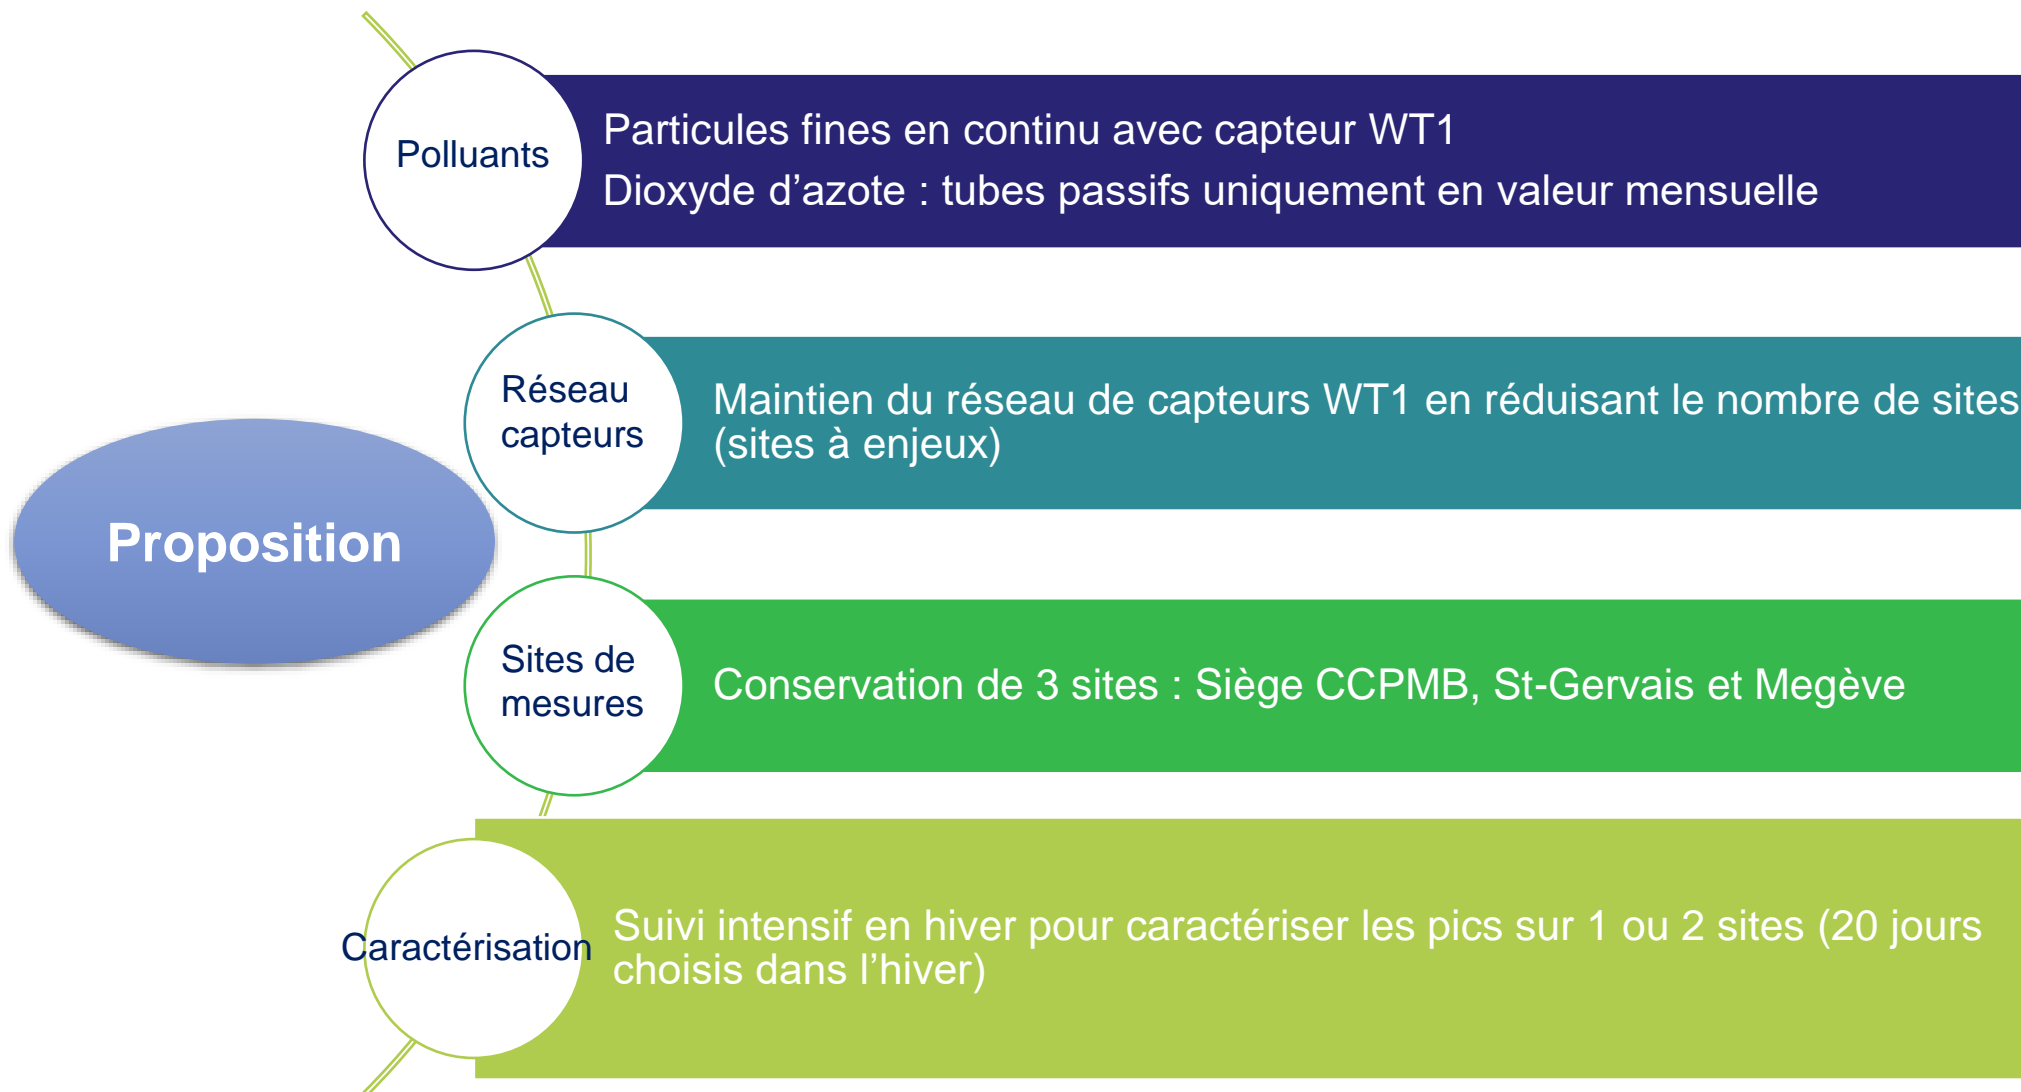 Polluants
Particules fines en continu avec capteur WT1
Dioxyde d’azote : tubes passifs uniquement en valeur mensuelle
Réseau
capteurs
Maintien du réseau de capteurs WT1 en réduisant le nombre de sites
(sites à enjeux)
Proposition
Sites de
mesures
Conservation de 3 sites : Siège CCPMB, St-Gervais et Megève
Caractérisation
Suivi intensif en hiver pour caractériser les pics sur 1 ou 2 sites (20 jours
choisis dans l’hiver)